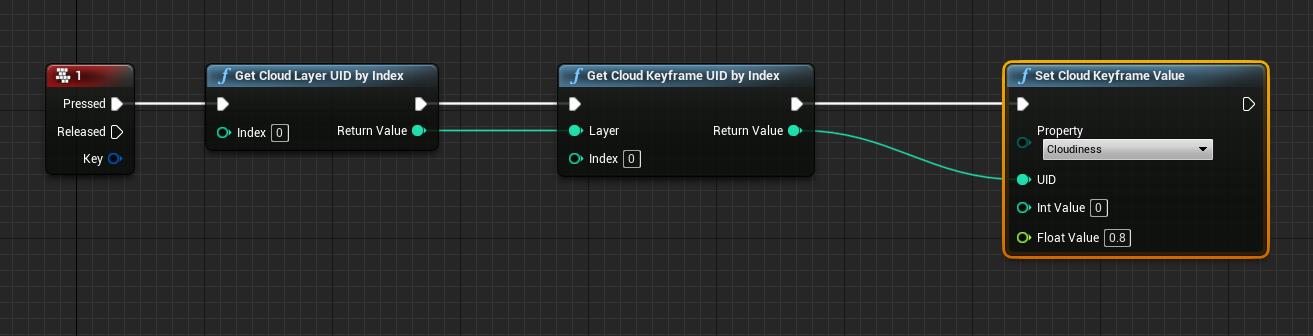 1
Pressed
Released
Key
Get Cloud Layer UID by Index
Index 0
Return Value
Get Cloud Keyframe UID by Index
Layer
Return Value
Index 0
Set Cloud Keyframe Value
Property
Cloudiness
UID
Int Value 0
Float Value 0.8